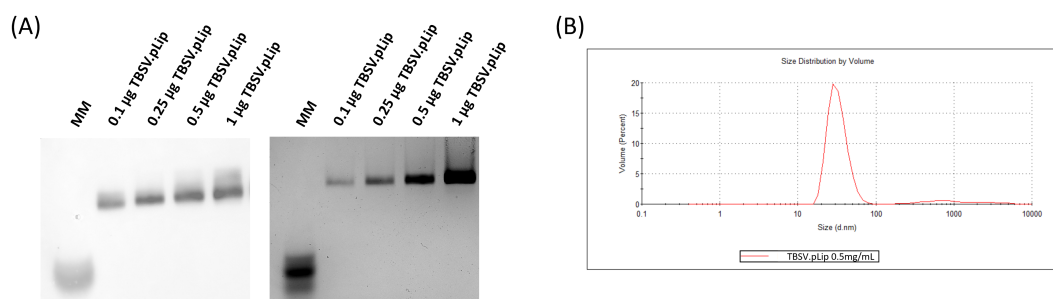 (A)
MM
0.1 µg TBSV.pLip
0.25 µg TBSV.pLip
0.5 µg TBSV.pLip
1 µg TBSV.pLip
MM
0.1 µg TBSV.pLip
0.25 µg TBSV.pLip
0.5 µg TBSV.pLip
1 µg TBSV.pLip
(B)
Size Distribution by Volume
Volume (Percent)
20
15
10
5
0
0.1
1
10
100
1000
10000
Size (d.nm)
TBSV.pLip 0.5mg/mL